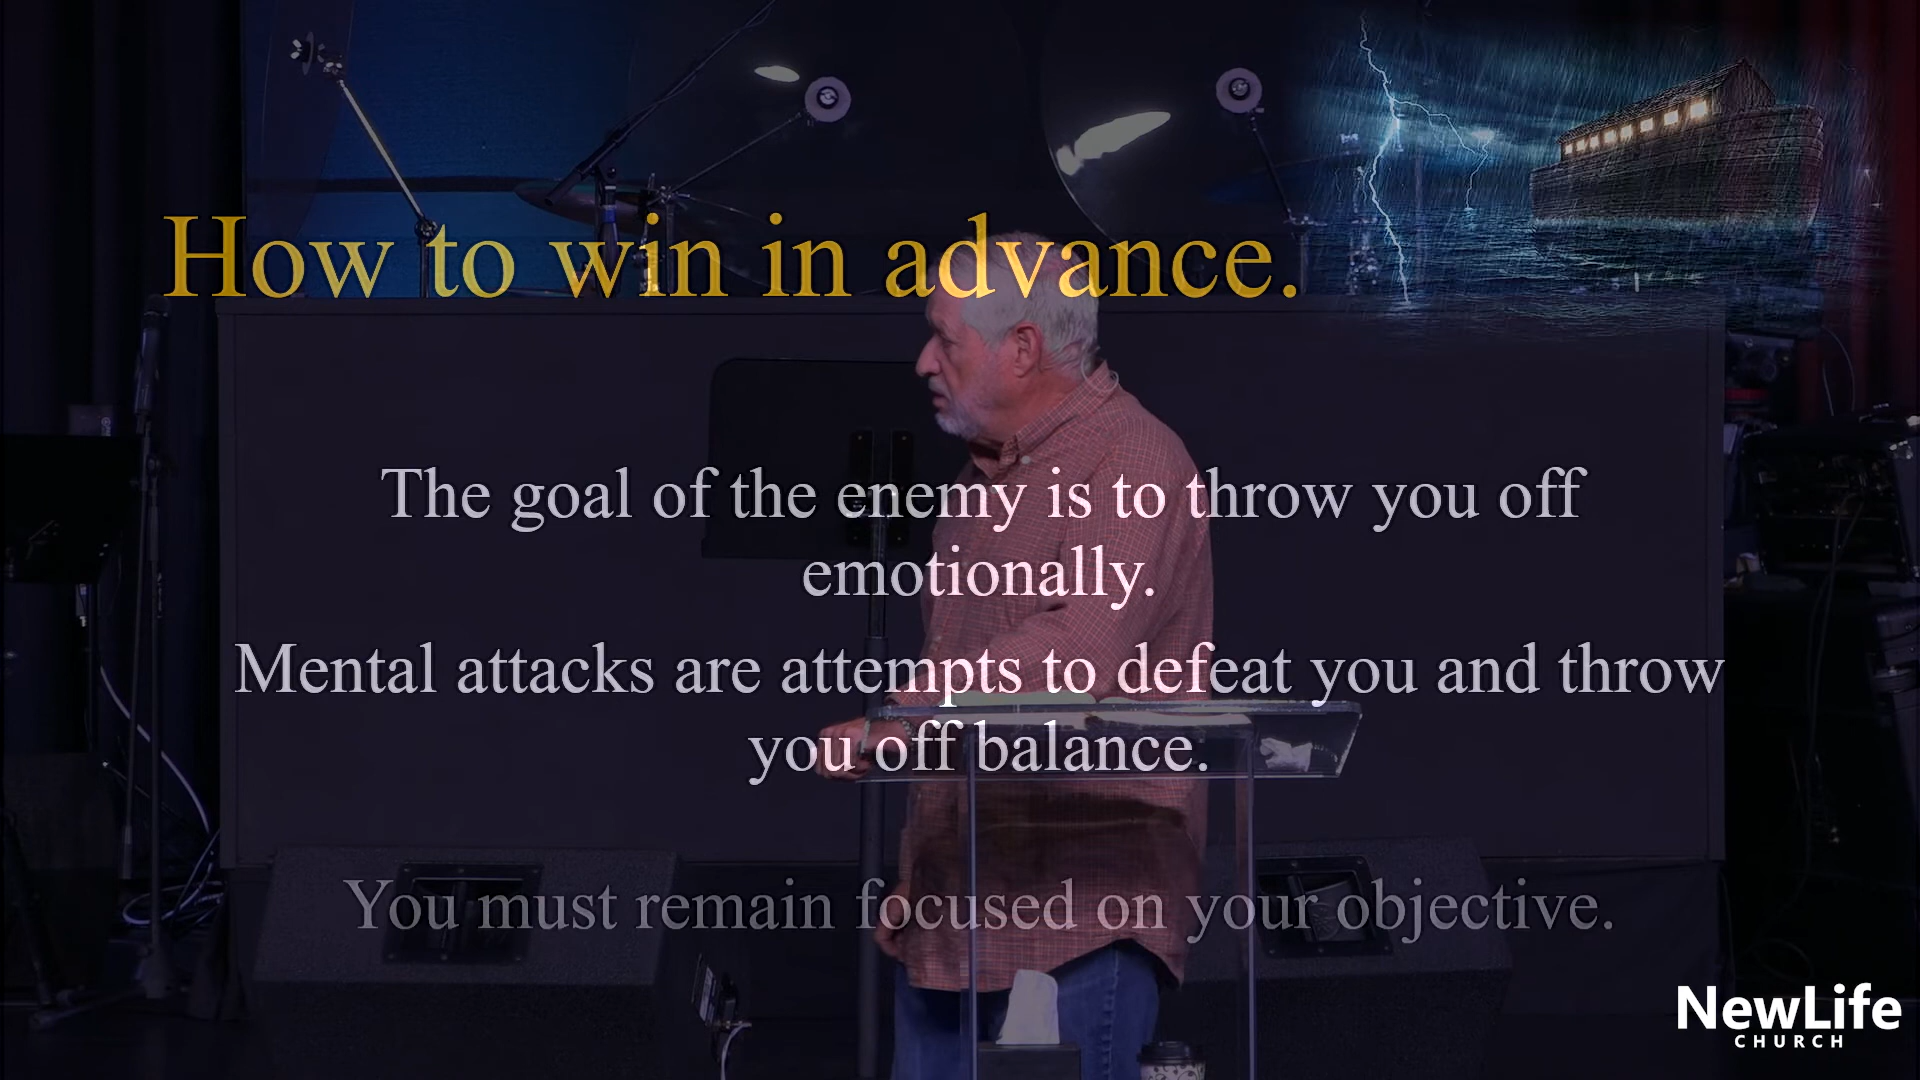 How to win in advance.
The goal of the enemy is to throw you off
emotionally.
Mental attacks are attempts to defeat you and throw
you off balance.
You must remain focused on your objective.
NewLife
CHURCH